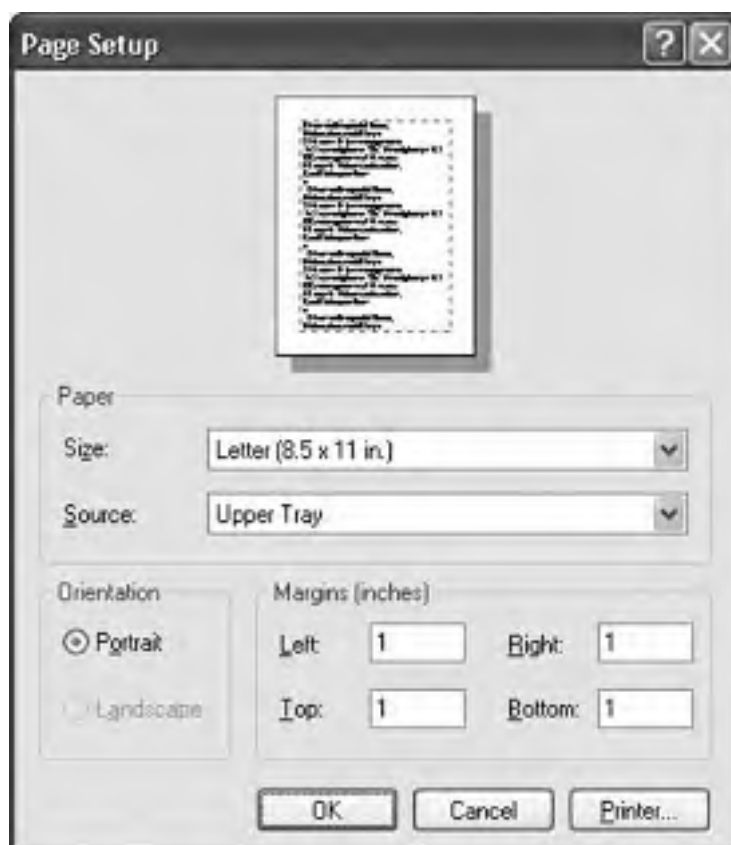 Page Setup
Paper
Size: Letter (8.5 x 11 in.)
Source: Upper Tray
Orientation Margins (inches)
Portrait Left: 1 Right: 1
Landscape Top: 1 Bottom: 1
OK Cancel Printer...